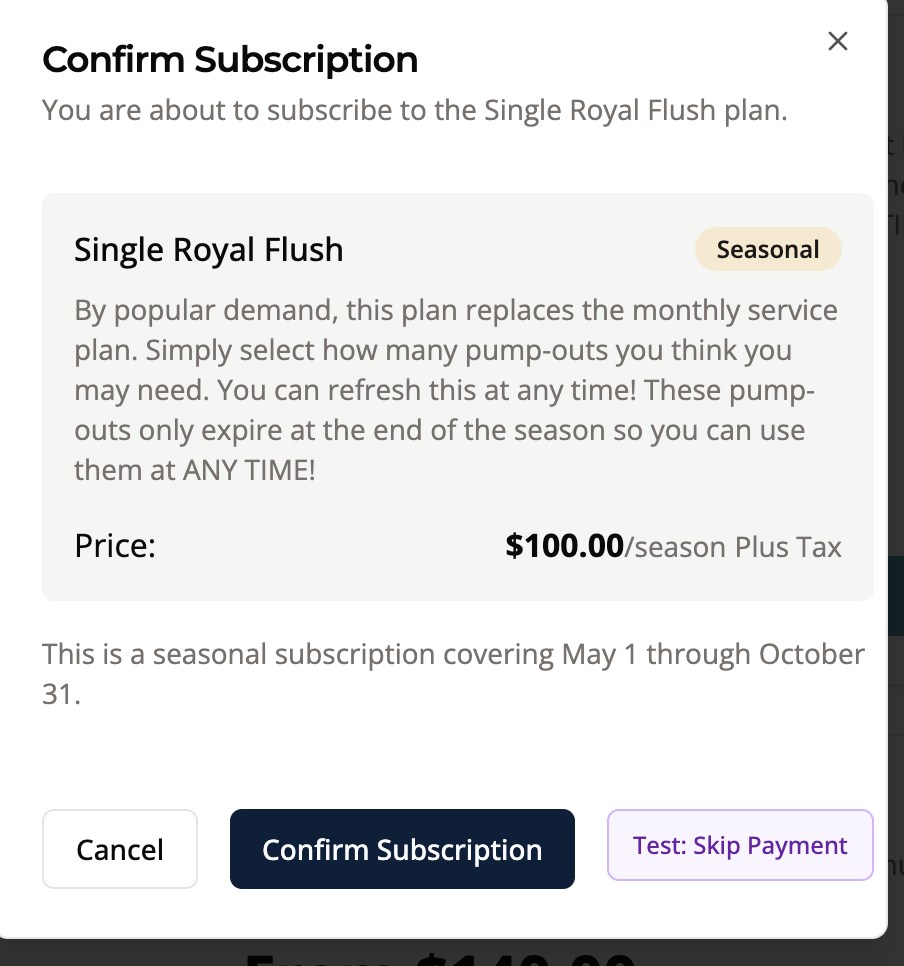 Confirm Subscription
You are about to subscribe to the Single Royal Flush plan.
Single Royal Flush
Seasonal
By popular demand, this plan replaces the monthly service
plan. Simply select how many pump-outs you think you
may need. You can refresh this at any time! These pump-
outs only expire at the end of the season so you can use
them at ANY TIME!
Price:
$100.00/season Plus Tax
This is a seasonal subscription covering May 1 through October
31.
Cancel
Confirm Subscription
Test: Skip Payment